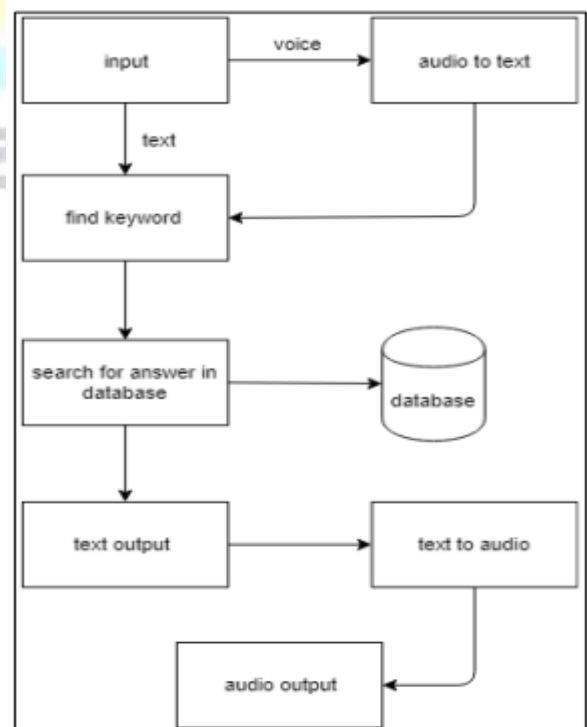 input
voice
audio to text
text
find keyword
search for answer in
database
database
text output
text to audio
audio output